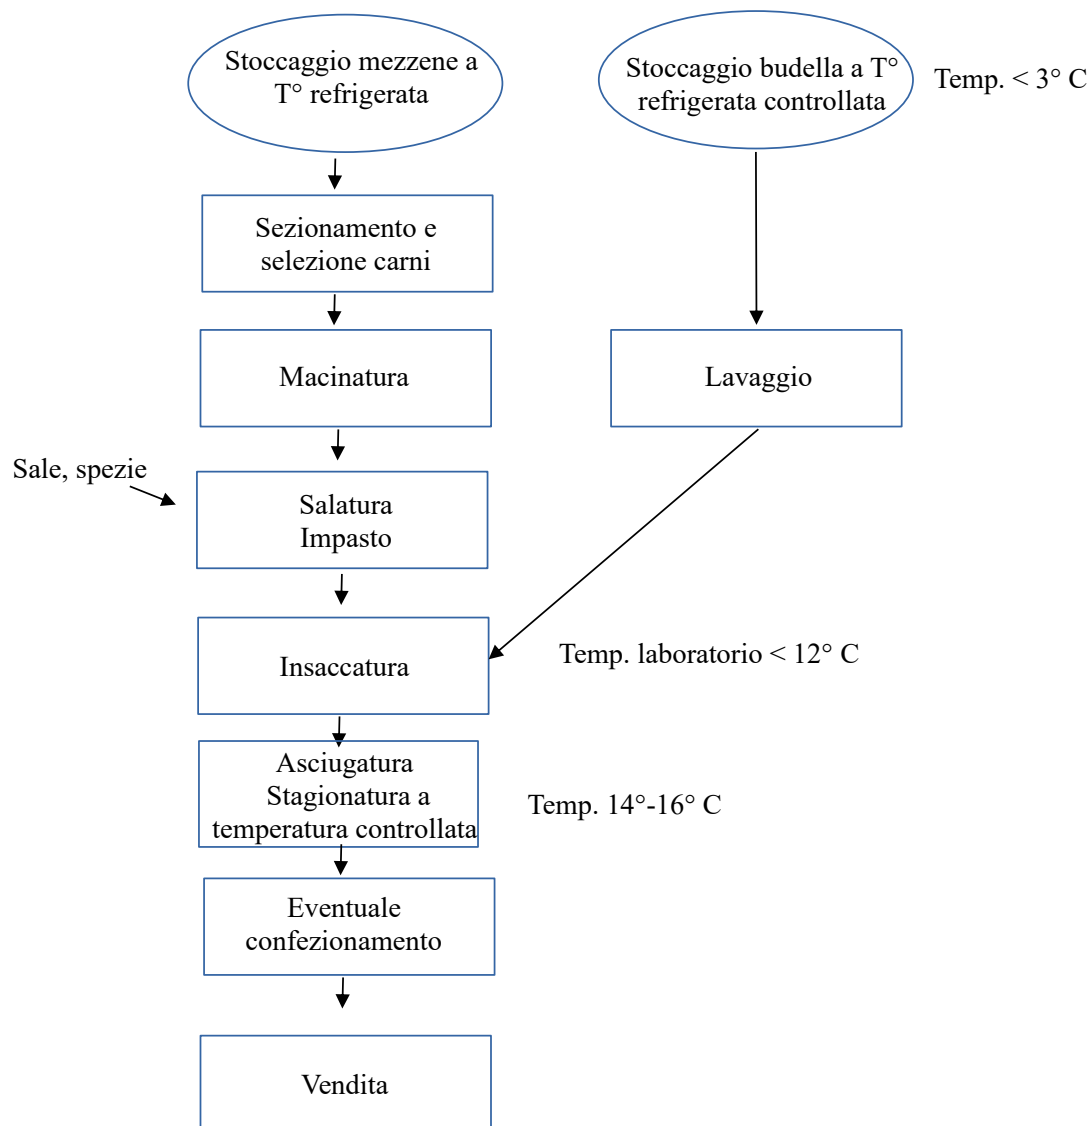 Stoccaggio mezzene a
T° refrigerata
Stoccaggio budella a T°
refrigerata controllata
Temp. < 3° C
Sezionamento e
selezione carni
Macinatura
Lavaggio
Sale, spezie
Salatura
Impasto
Insaccatura
Temp. laboratorio < 12° C
Asciugatura
Stagionatura a
temperatura controllata
Temp. 14°-16° C
Eventuale
confezionamento
Vendita